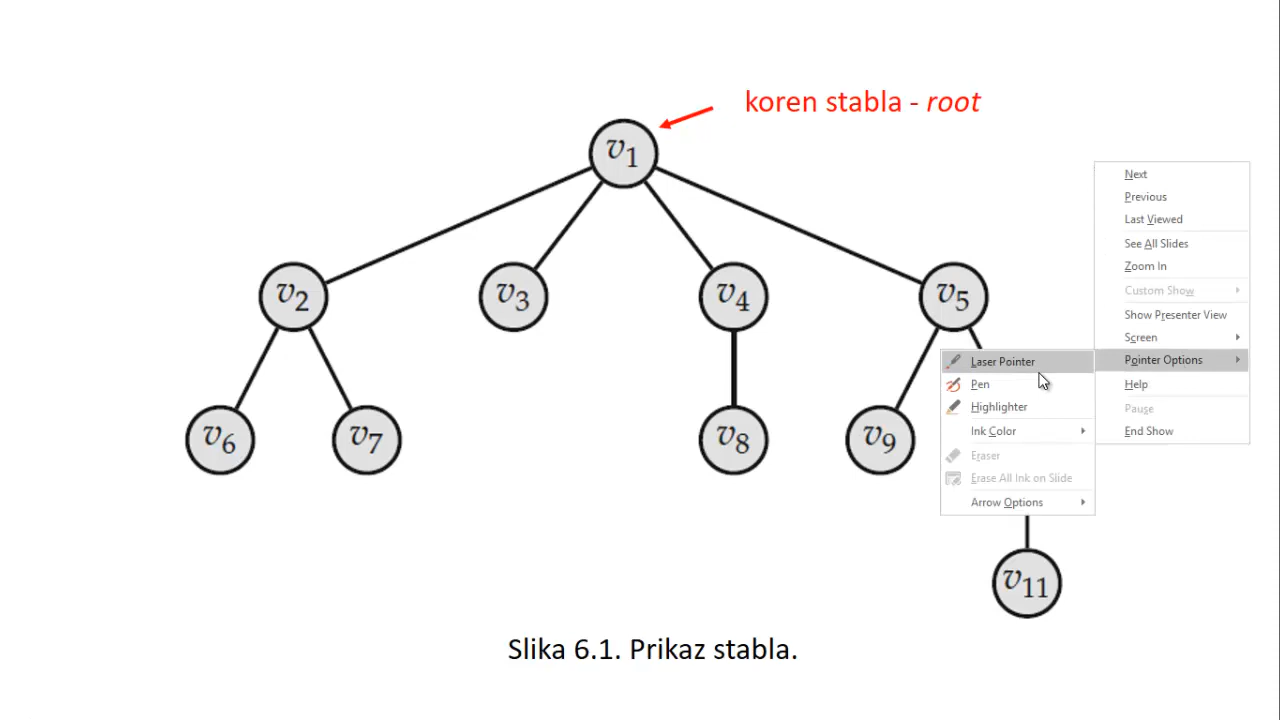 koren stabla - root
v1
v2
v3
v4
v5
v6
v7
v8
v9
v11
Next
Previous
Last Viewed
See All Slides
Zoom In
Custom Show
Show Presenter View
Screen
Pointer Options
Help
Pause
End Show
Laser Pointer
Pen
Highlighter
Ink Color
Eraser
Erase All Ink on Slide
Arrow Options
Slika 6.1. Prikaz stabla.